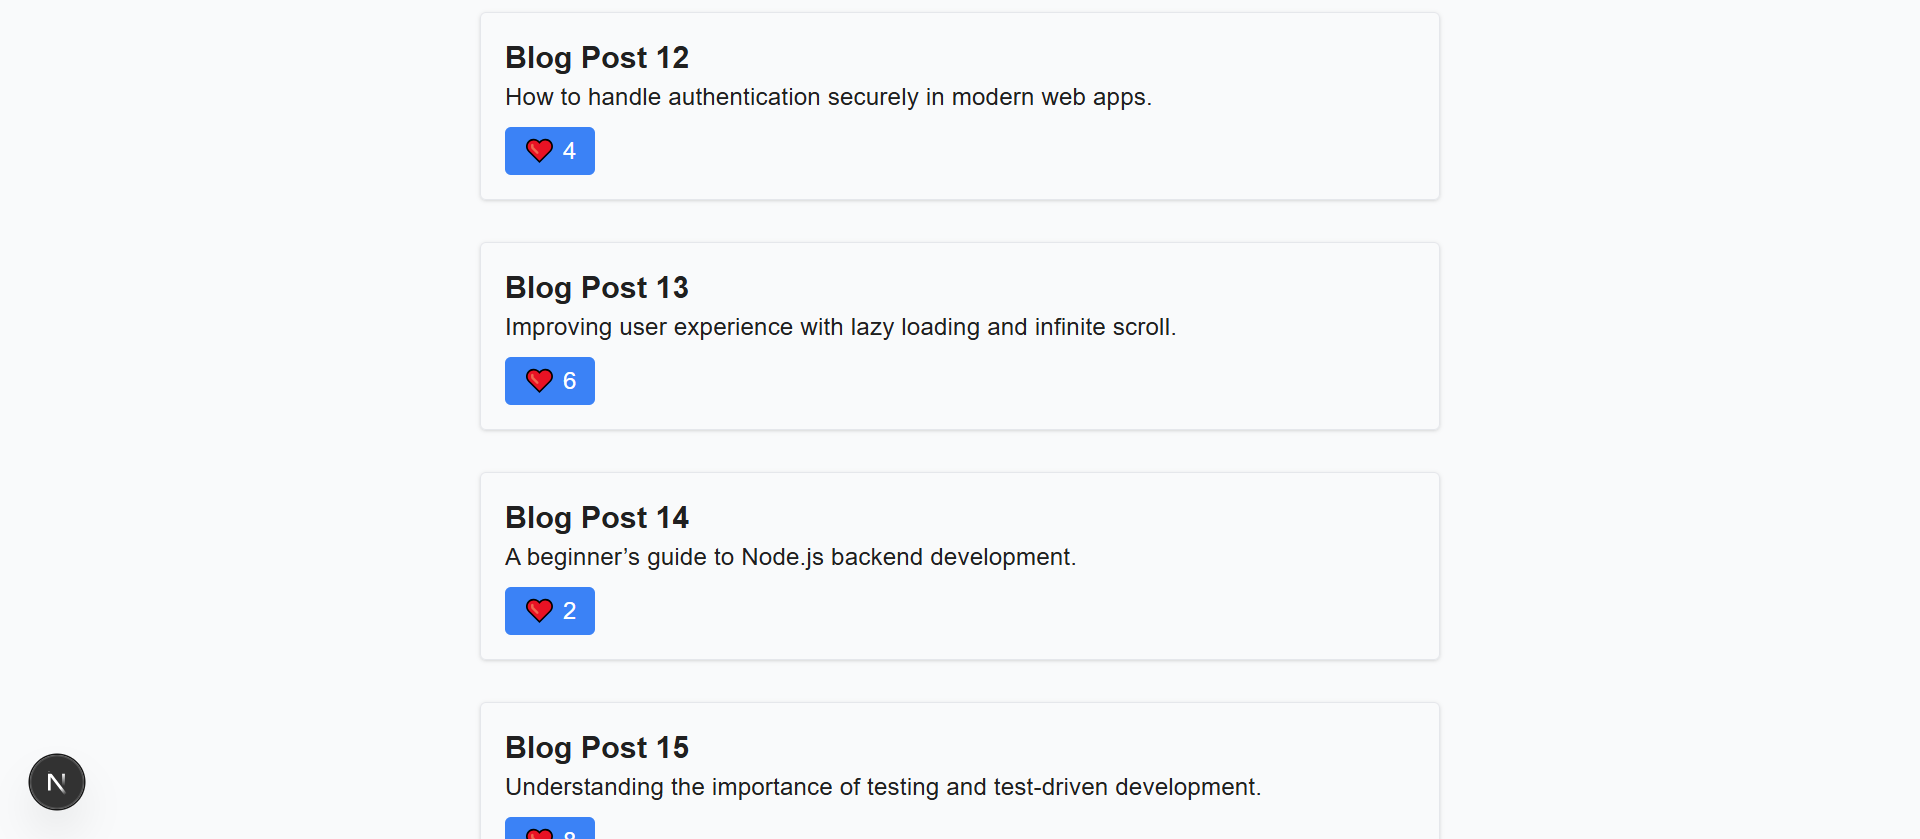 Blog Post 12
How to handle authentication securely in modern web apps.
❤️ 4
Blog Post 13
Improving user experience with lazy loading and infinite scroll.
❤️ 6
Blog Post 14
A beginner’s guide to Node.js backend development.
❤️ 2
Blog Post 15
Understanding the importance of testing and test-driven development.
N